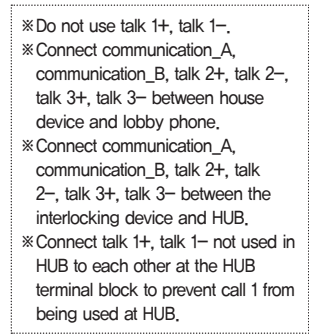 ※Do not use talk 1+, talk 1−.
※Connect communication_A,
communication_B, talk 2+, talk 2−,
talk 3+, talk 3− between house
device and lobby phone.
※Connect communication_A,
communication_B, talk 2+, talk
2−, talk 3+, talk 3− between the
interlocking device and HUB.
※Connect talk 1+, talk 1− not used in
HUB to each other at the HUB
terminal block to prevent call 1 from
being used at HUB.